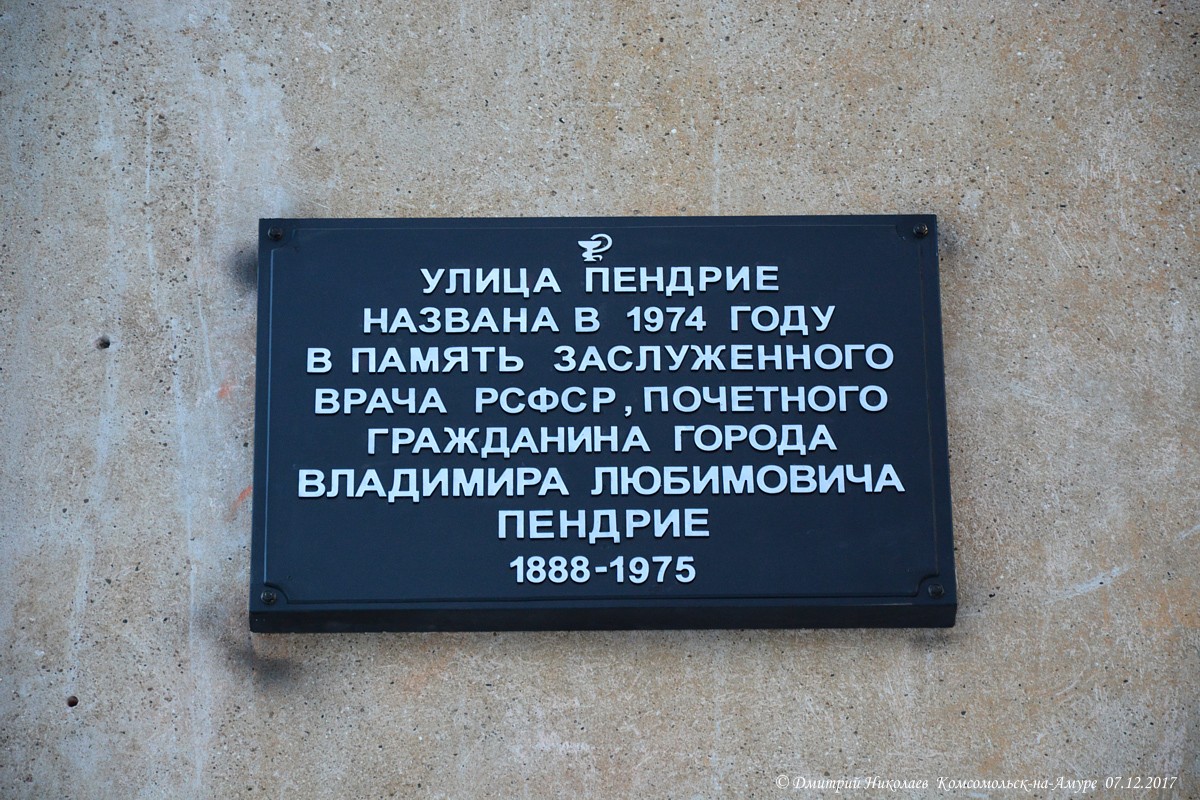 УЛИЦА ПЕНДРИЕ
НАЗВАНА В 1974 ГОДУ
В ПАМЯТЬ ЗАСЛУЖЕННОГО
ВРАЧА РСФСР, ПОЧЕТНОГО
ГРАЖДАНИНА ГОРОДА
ВЛАДИМИРА ЛЮБИМОВИЧА
ПЕНДРИЕ
1888-1975
© Дмитрий Николаев Комсомольск-на-Амуре 07.12.2017